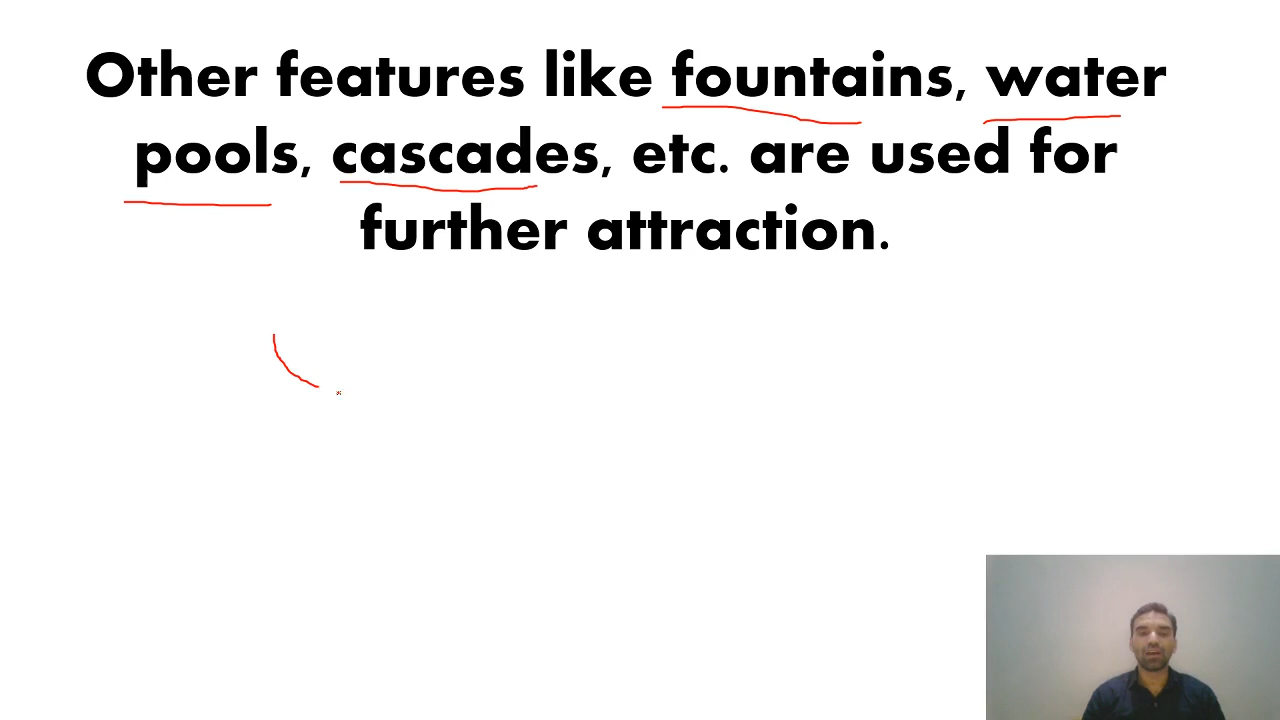 Other features like fountains, water
pools, cascades, etc. are used for
further attraction.